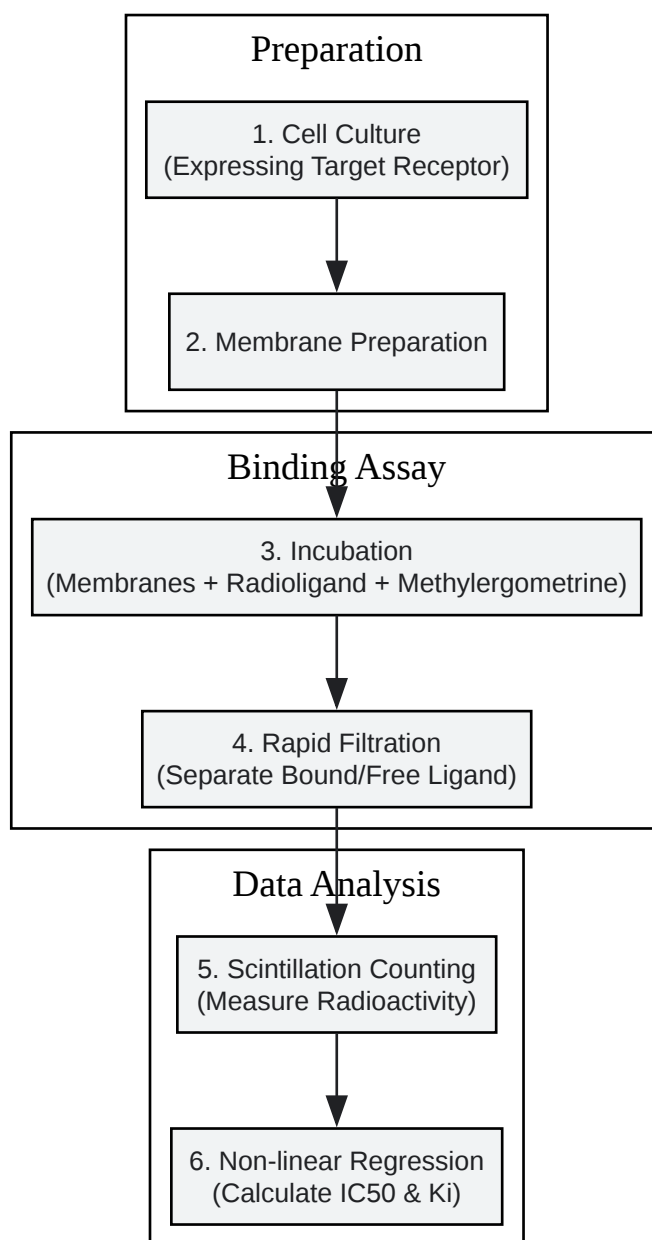 Preparation
1. Cell Culture
(Expressing Target Receptor)
2. Membrane Preparation
Binding Assay
3. Incubation
(Membranes + Radioligand + Methylergometrine)
4. Rapid Filtration
(Separate Bound/Free Ligand)
Data Analysis
5. Scintillation Counting
(Measure Radioactivity)
6. Non-linear Regression
(Calculate IC50 & Ki)